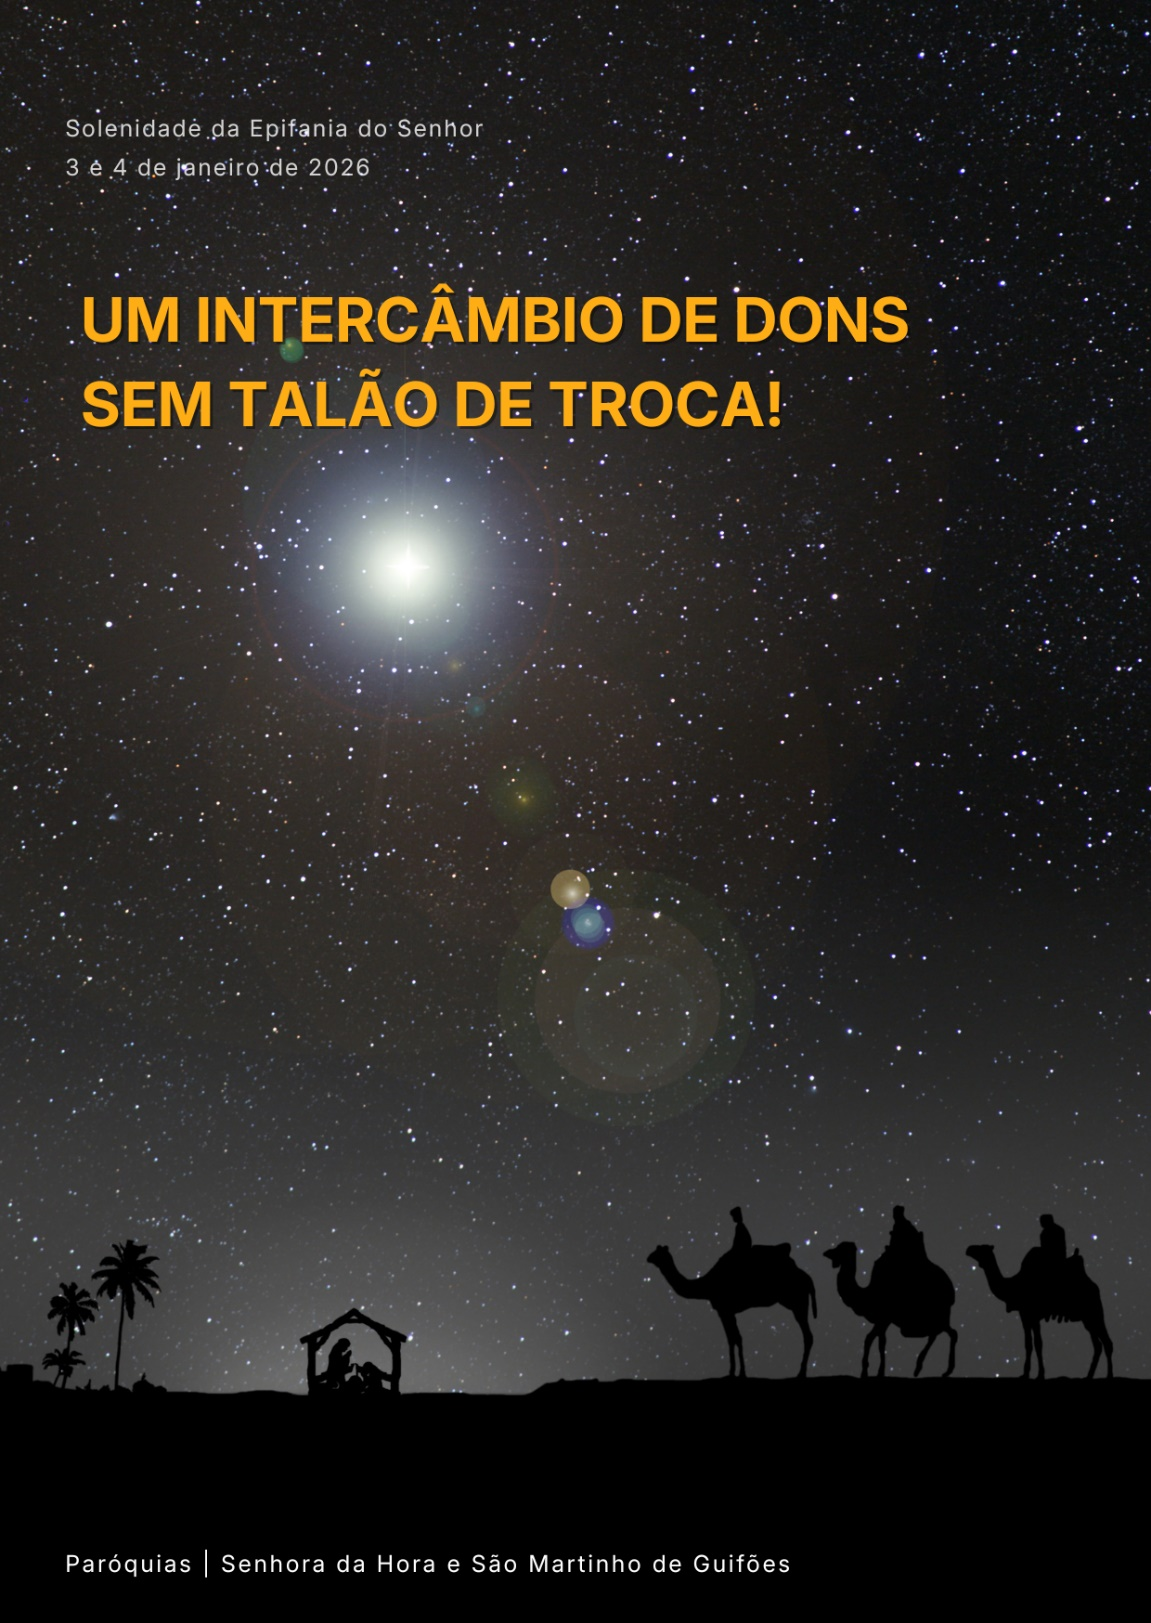 Solenidade da Epifania do Senhor
3 e 4 de janeiro de 2026
UM INTERCÂMBIO DE DONS
SEM TALÃO DE TROCA!
Paróquias | Senhora da Hora e São Martinho de Guifões